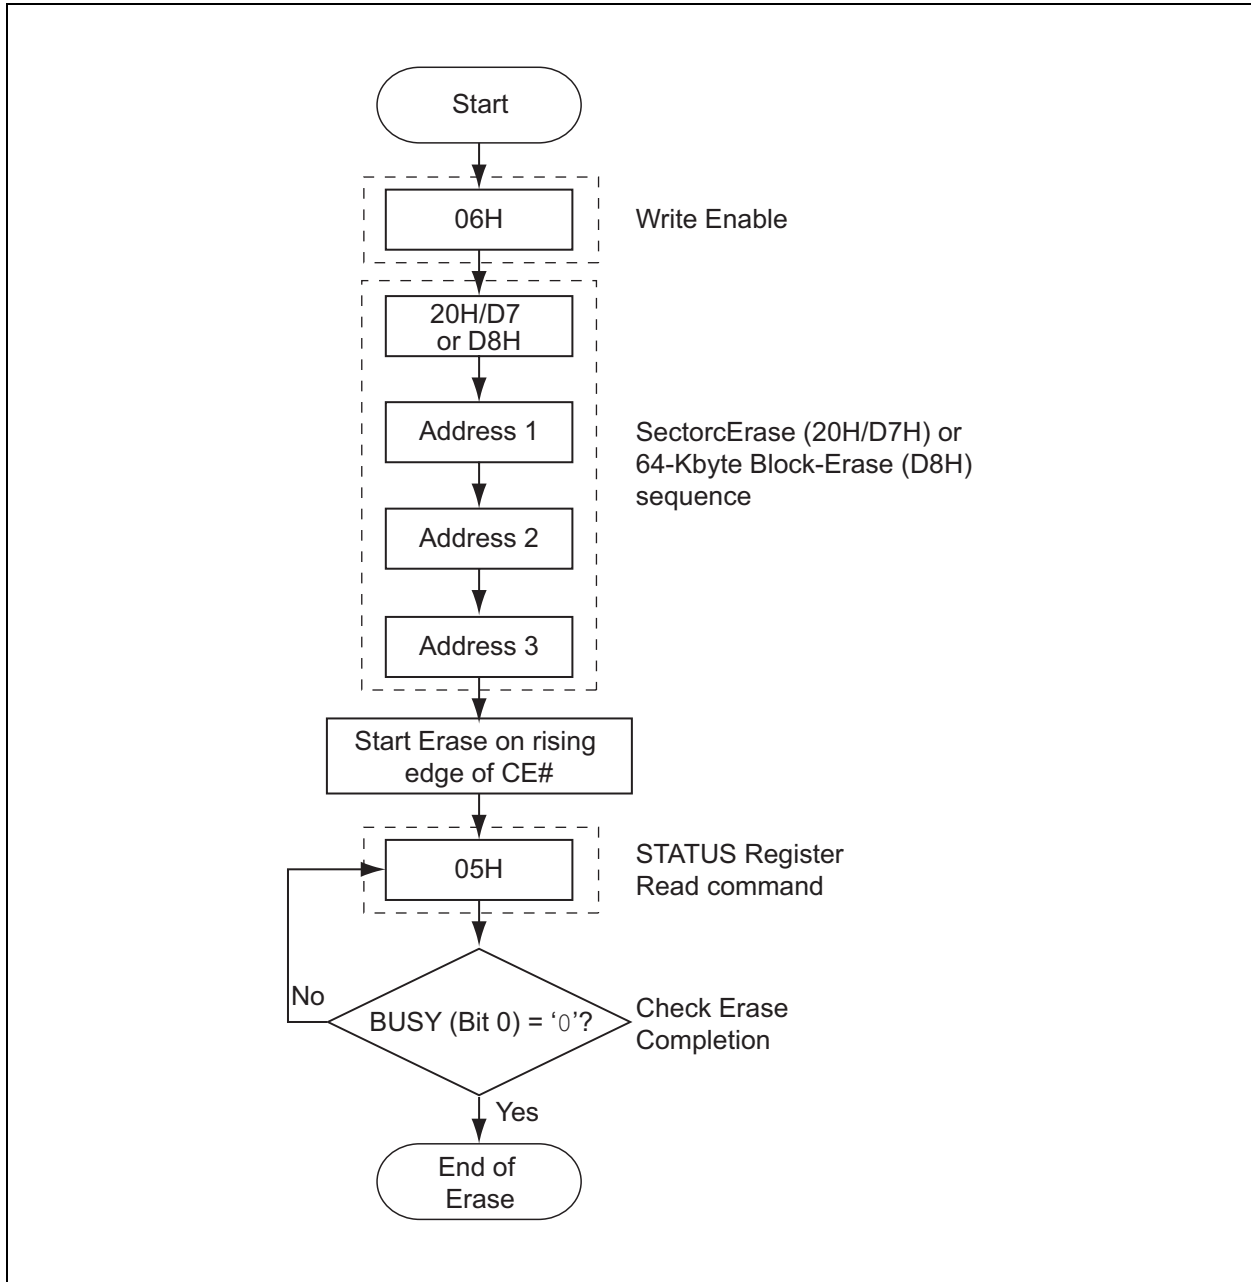 Start
06H
Write Enable
20H/D7
or D8H
Address 1
SectorcErase (20H/D7H) or
64-Kbyte Block-Erase (D8H)
sequence
Address 2
Address 3
Start Erase on rising
edge of CE#
05H
STATUS Register
Read command
No
BUSY (Bit 0) = ‘0’?
Check Erase
Completion
Yes
End of
Erase